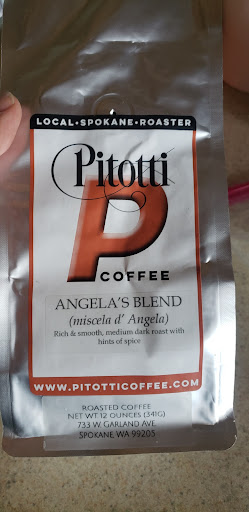 LOCAL•SPOKANE•ROASTER
Pitotti
P
COFFEE
ANGELA'S BLEND
(miscela d' Angela)
Rich & smooth, medium dark roast with
hints of spice
WWW.PITOTTICOFFEE.COM
ROASTED COFFEE
NET WT 12 OUNCES (341G)
733 W. GARLAND AVE
SPOKANE WA 99205